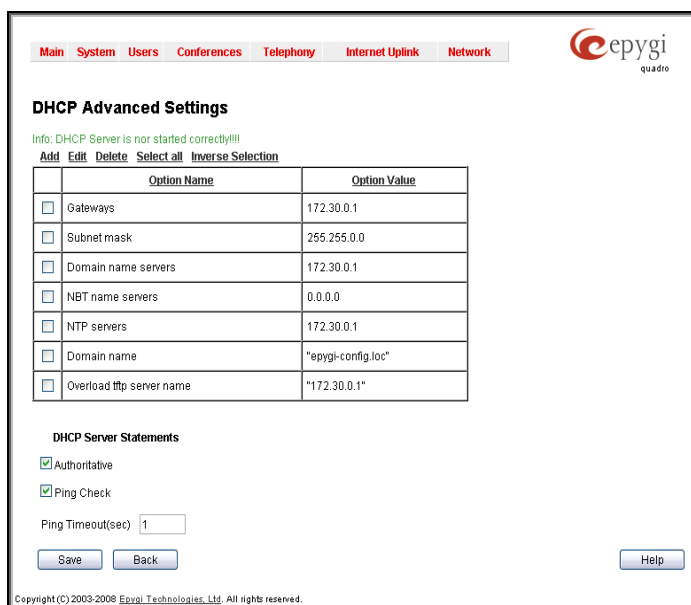 Main System Users Conferences Telephony Internet Uplink Network
epygi
quadro
DHCP Advanced Settings
Info: DHCP Server is nor started correctly!!!!
Add Edit Delete Select all Inverse Selection
Option Name Option Value
Gateways 172.30.0.1
Subnet mask 255.255.0.0
Domain name servers 172.30.0.1
NBT name servers 0.0.0.0
NTP servers 172.30.0.1
Domain name "epygi-config.loc"
Overload tftp server name "172.30.0.1"
DHCP Server Statements
Authoritative
Ping Check
Ping Timeout(sec) 1
Save Back Help
Copyright (C) 2003-2008 Epygi Technologies, Ltd. All rights reserved.